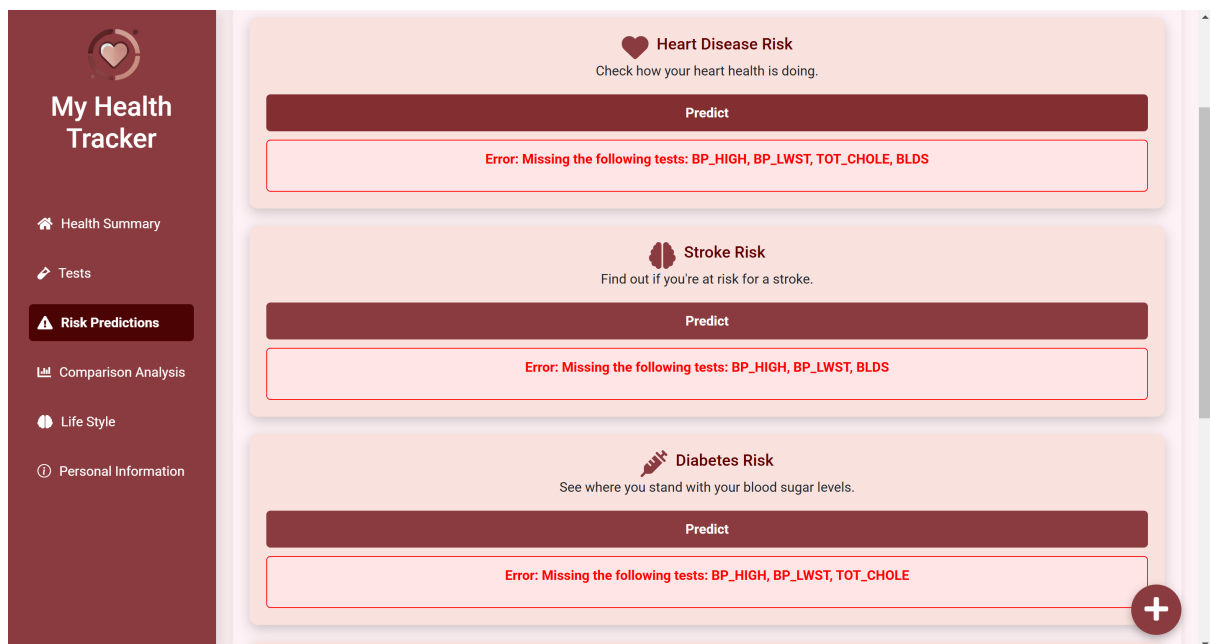 My Health
Tracker
Health Summary
Tests
Risk Predictions
Comparison Analysis
Life Style
Personal Information
Heart Disease Risk
Check how your heart health is doing.
Predict
Error: Missing the following tests: BP_HIGH, BP_LWST, TOT_CHOLE, BLDS
Stroke Risk
Find out if you're at risk for a stroke.
Predict
Error: Missing the following tests: BP_HIGH, BP_LWST, BLDS
Diabetes Risk
See where you stand with your blood sugar levels.
Predict
Error: Missing the following tests: BP_HIGH, BP_LWST, TOT_CHOLE